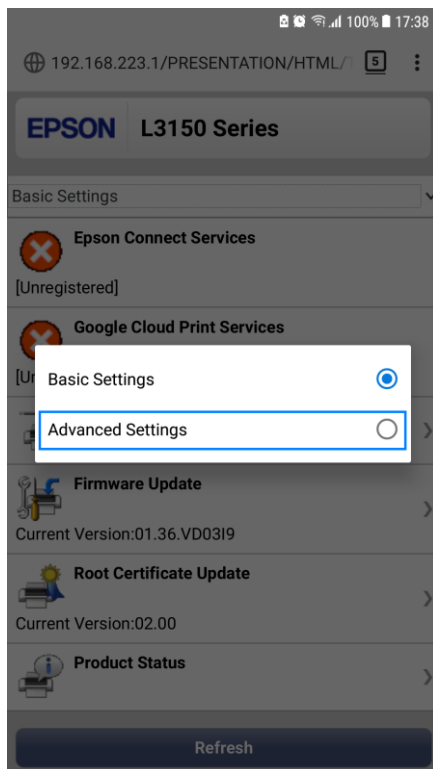 100% 17:38
192.168.223.1/PRESENTATION/HTML/ 5
EPSON L3150 Series
Basic Settings
Epson Connect Services
[Unregistered]
Google Cloud Print Services
[U
Basic Settings
Advanced Settings
Firmware Update
Current Version:01.36.VD03I9
Root Certificate Update
Current Version:02.00
Product Status
Refresh